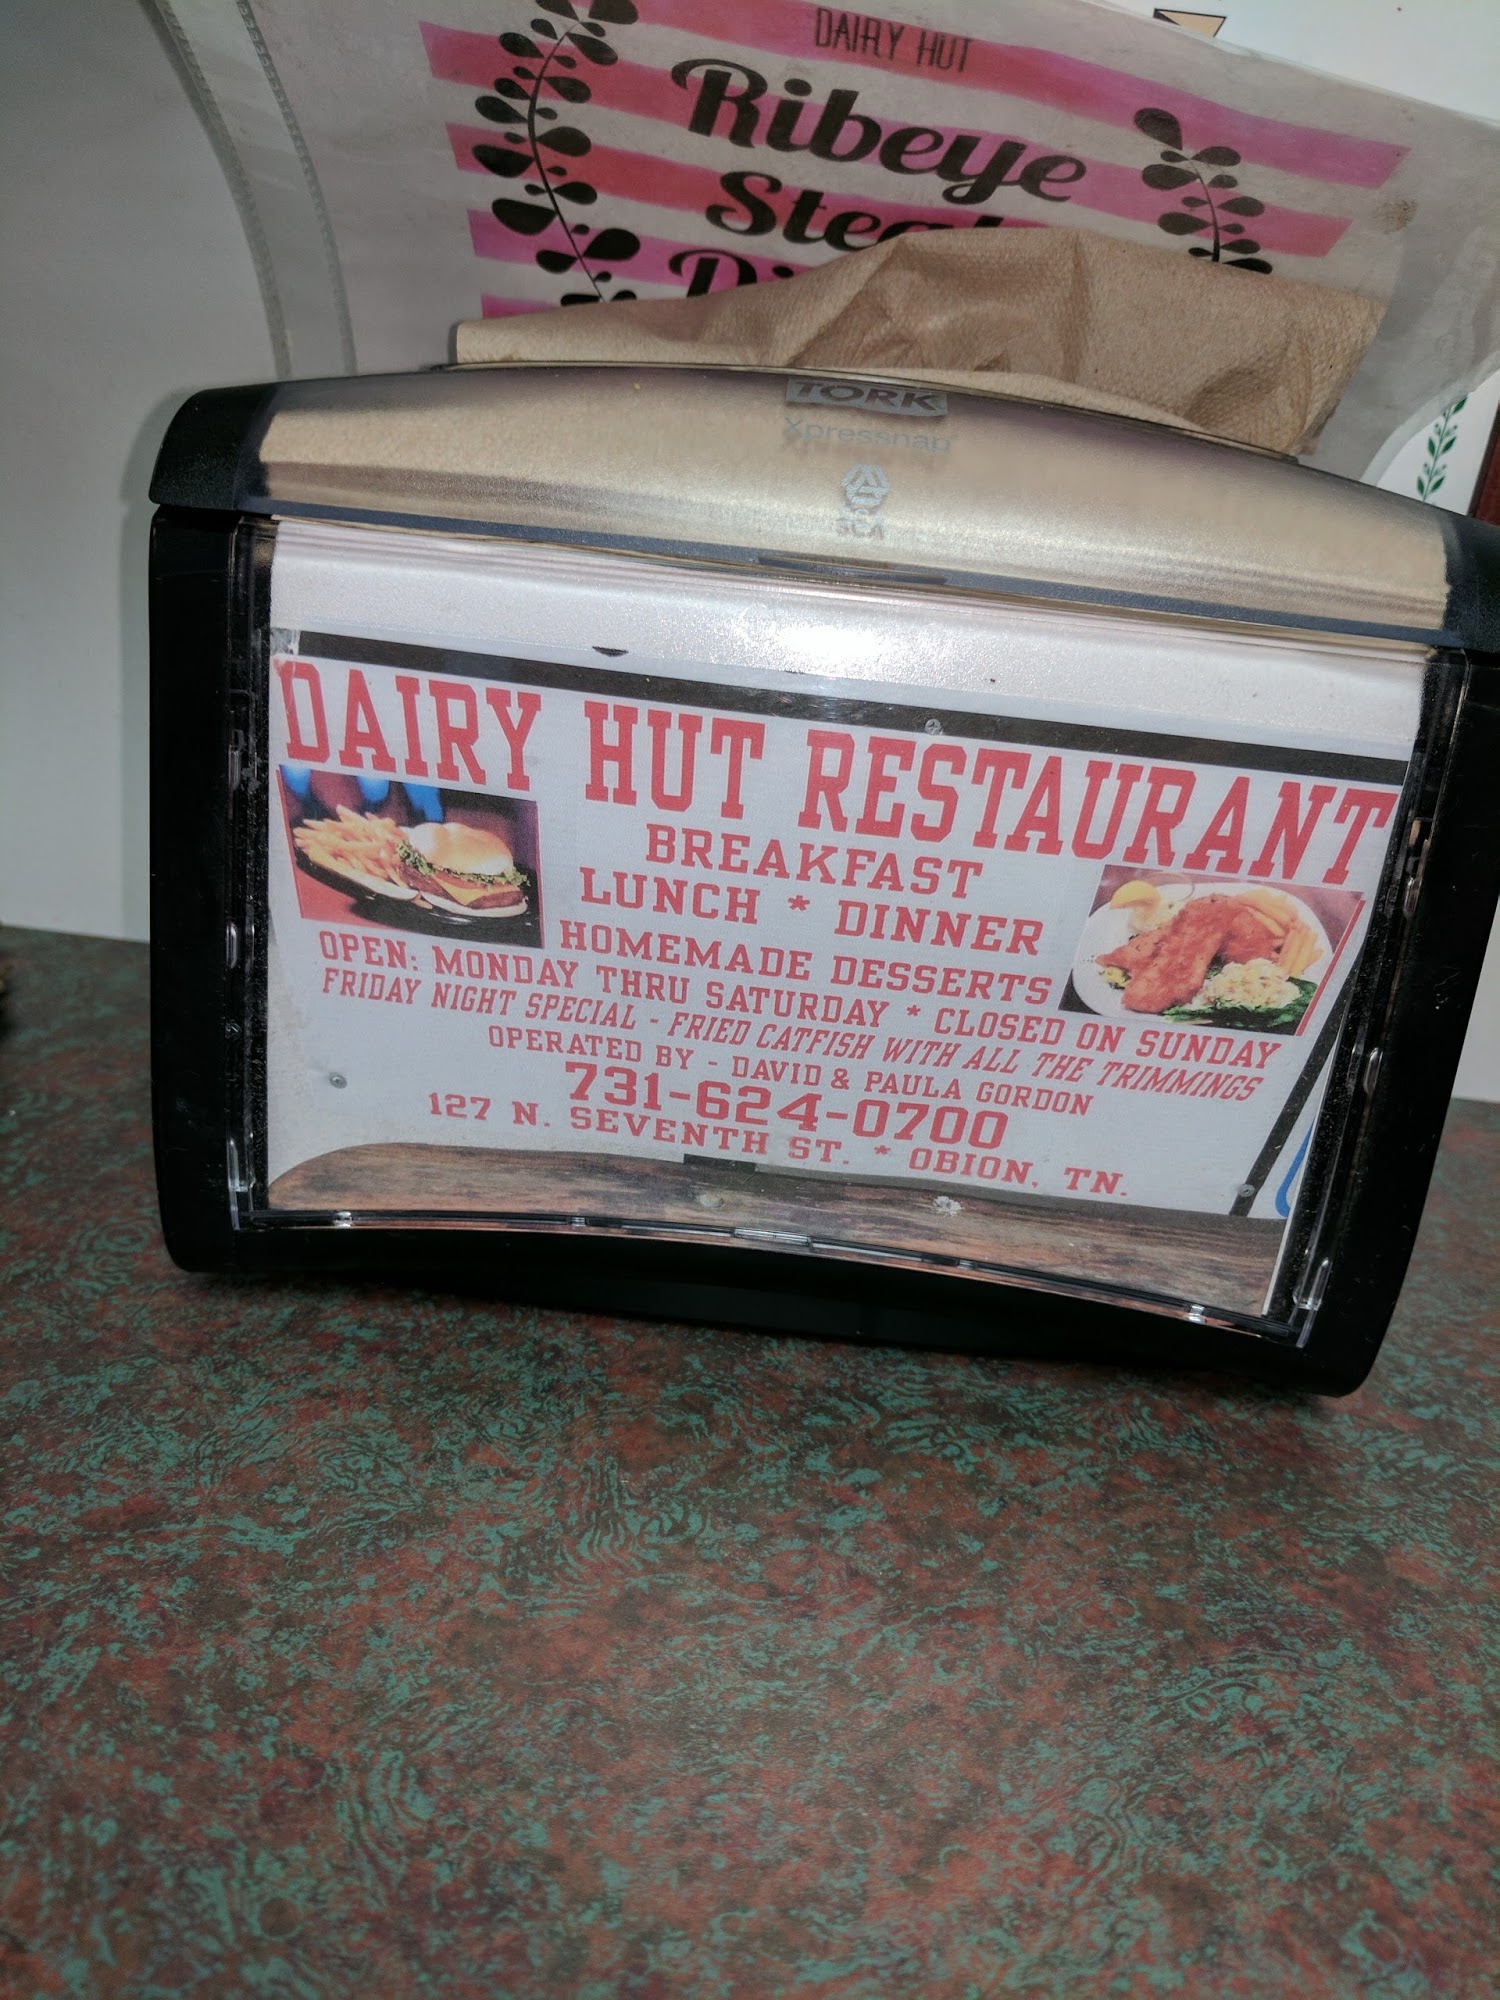 DAIRY HUT
Ribeye
TORK
Xpressnap
SCA
DAIRY HUT RESTAURANT
BREAKFAST
LUNCH * DINNER
HOMEMADE DESSERTS
OPEN: MONDAY THRU SATURDAY * CLOSED ON SUNDAY
FRIDAY NIGHT SPECIAL - FRIED CATFISH WITH ALL THE TRIMMINGS
OPERATED BY - DAVID & PAULA GORDON
731-624-0700
127 N. SEVENTH ST. * OBION, TN.